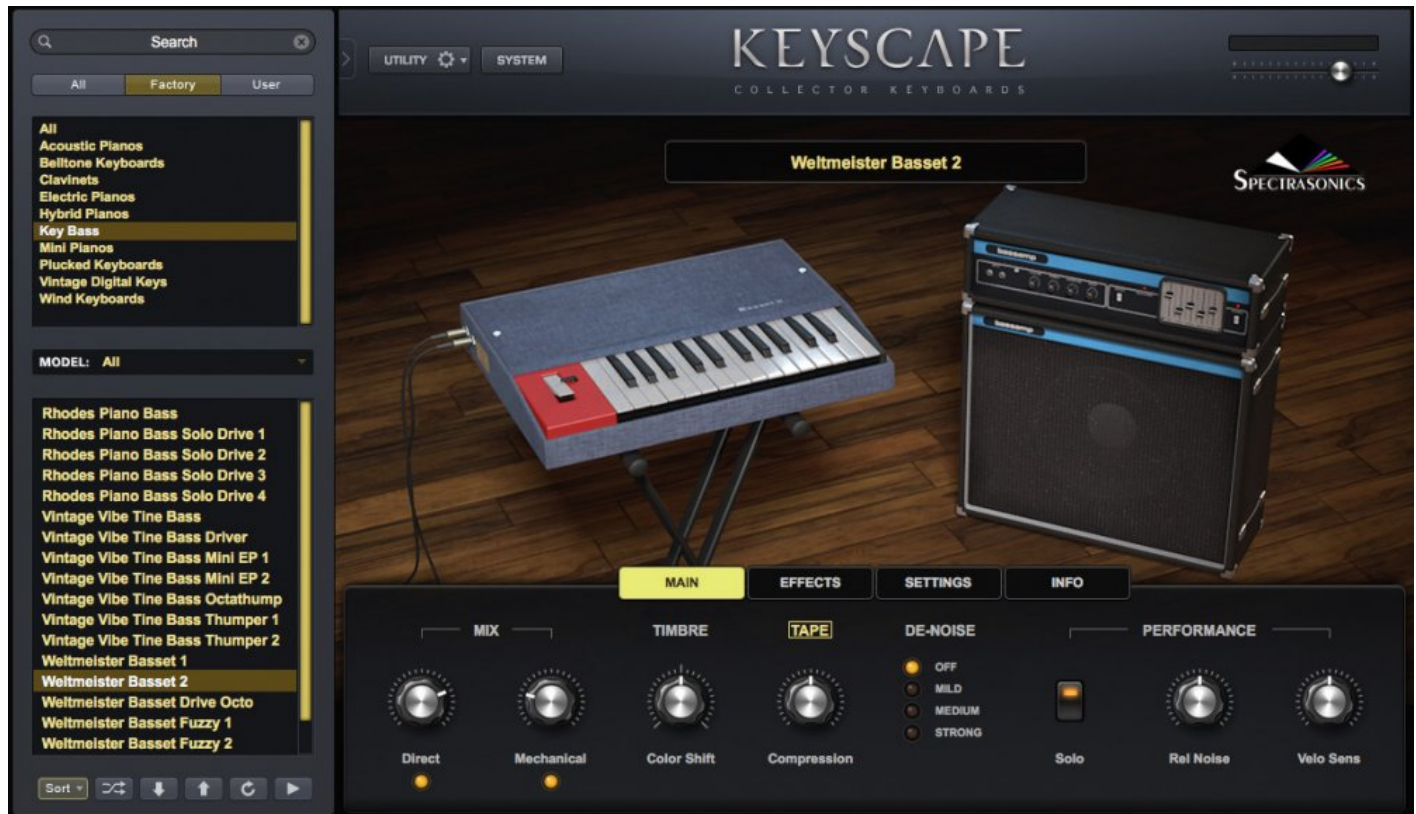 Search
All
Factory
User
All
Acoustic Pianos
Belltone Keyboards
Clavinets
Electric Pianos
Hybrid Pianos
Key Bass
Mini Pianos
Plucked Keyboards
Vintage Digital Keys
Wind Keyboards
MODEL: All
Rhodes Piano Bass
Rhodes Piano Bass Solo Drive 1
Rhodes Piano Bass Solo Drive 2
Rhodes Piano Bass Solo Drive 3
Rhodes Piano Bass Solo Drive 4
Vintage Vibe Tine Bass
Vintage Vibe Tine Bass Driver
Vintage Vibe Tine Bass Mini EP 1
Vintage Vibe Tine Bass Mini EP 2
Vintage Vibe Tine Bass Octathump
Vintage Vibe Tine Bass Thumper 1
Vintage Vibe Tine Bass Thumper 2
Weltmeister Basset 1
Weltmeister Basset 2
Weltmeister Basset Drive Octo
Weltmeister Basset Fuzzy 1
Weltmeister Basset Fuzzy 2
Sort
UTILITY
SYSTEM
KEYSCAPE
COLLECTOR KEYBOARDS
Weltmeister Basset 2
SPECTRASONICS
bassamp
Basset II
bassamp
MAIN
EFFECTS
SETTINGS
INFO
MIX
TIMBRE
TAPE
DE-NOISE
PERFORMANCE
OFF
MILD
MEDIUM
STRONG
Direct
Mechanical
Color Shift
Compression
Solo
Rel Noise
Velo Sens